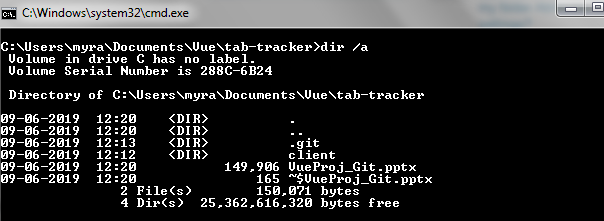 C:\Windows\system32\cmd.exe
C:\Users\myra\Documents\Vue\tab-tracker>dir /a
Volume in drive C has no label.
Volume Serial Number is 288C-6B24
Directory of C:\Users\myra\Documents\Vue\tab-tracker
09-06-2019  12:20    <DIR>          .
09-06-2019  12:20    <DIR>          ..
09-06-2019  12:13    <DIR>          .git
09-06-2019  12:12    <DIR>          client
09-06-2019  12:20           149,906 VueProj_Git.pptx
09-06-2019  12:20               165 ~$VueProj_Git.pptx
2 File(s)        150,071 bytes
4 Dir(s)  25,362,616,320 bytes free